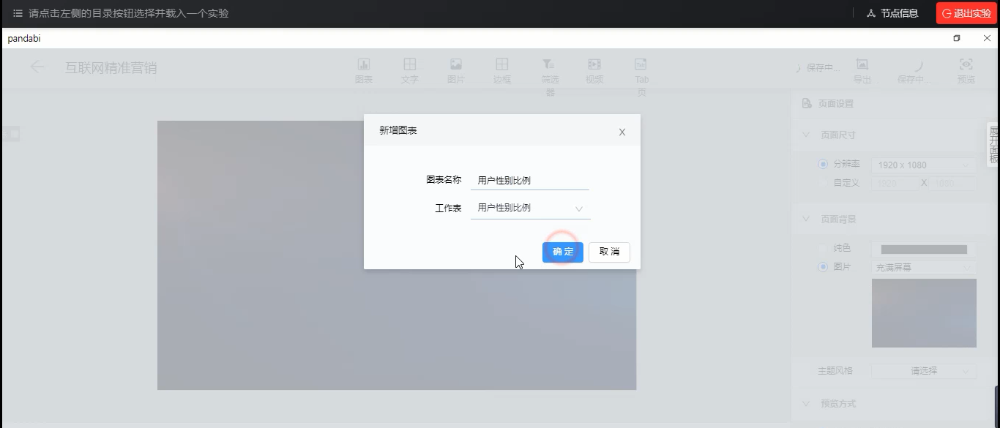 请点击左侧的目录按钮选择并载入一个实验
节点信息
退出实验
pandabi
互联网精准营销
图表
文字
图片
边框
筛选
器
视频
Tab
页
保存中...
导出
保存中...
预览
页面设置
展开面板
新增图表
X
页面尺寸
分辨率
1920 x 1080
图表名称
用户性别比例
自定义
1920
X
1080
工作表
用户性别比例
页面背景
纯色
确 定
取 消
图片
充满屏幕
主题风格
请选择
预览方式